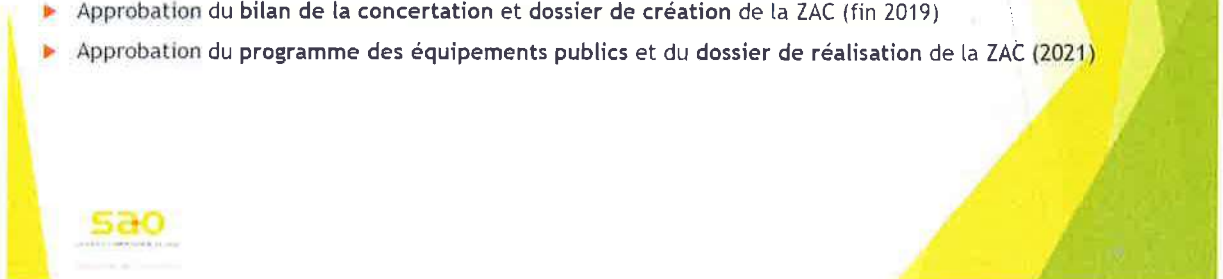 Approbation du bilan de la concertation et dossier de création de la ZAC (fin 2019)
Approbation du programme des équipements publics et du dossier de réalisation de la ZAC (2021)
sao